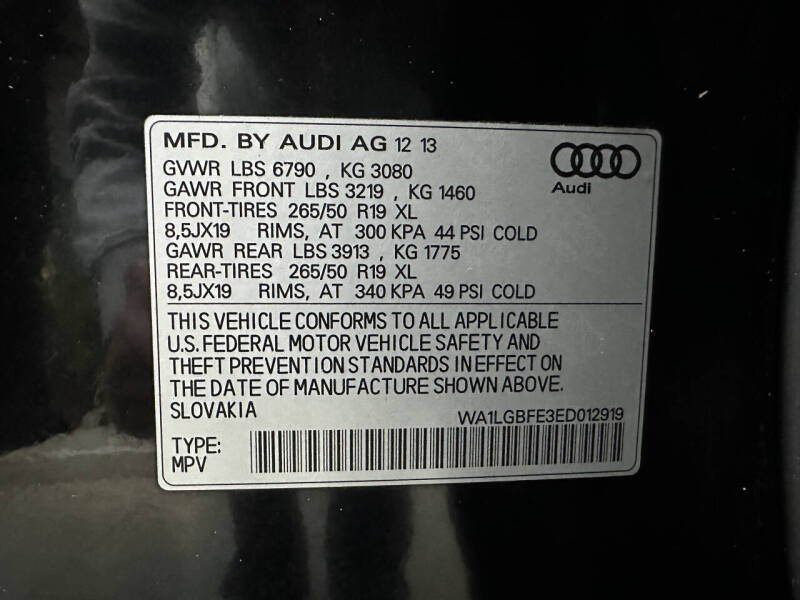 MFD. BY AUDI AG 12 13
GVWR LBS 6790 , KG 3080
GAWR FRONT LBS 3219 , KG 1460
FRONT-TIRES 265/50 R19 XL
8,5JX19 RIMS, AT 300 KPA 44 PSI COLD
GAWR REAR LBS 3913 , KG 1775
REAR-TIRES 265/50 R19 XL
8,5JX19 RIMS, AT 340 KPA 49 PSI COLD
Audi
THIS VEHICLE CONFORMS TO ALL APPLICABLE
U.S. FEDERAL MOTOR VEHICLE SAFETY AND
THEFT PREVENTION STANDARDS IN EFFECT ON
THE DATE OF MANUFACTURE SHOWN ABOVE.
SLOVAKIA
WA1LGBFE3ED012919
TYPE:
MPV